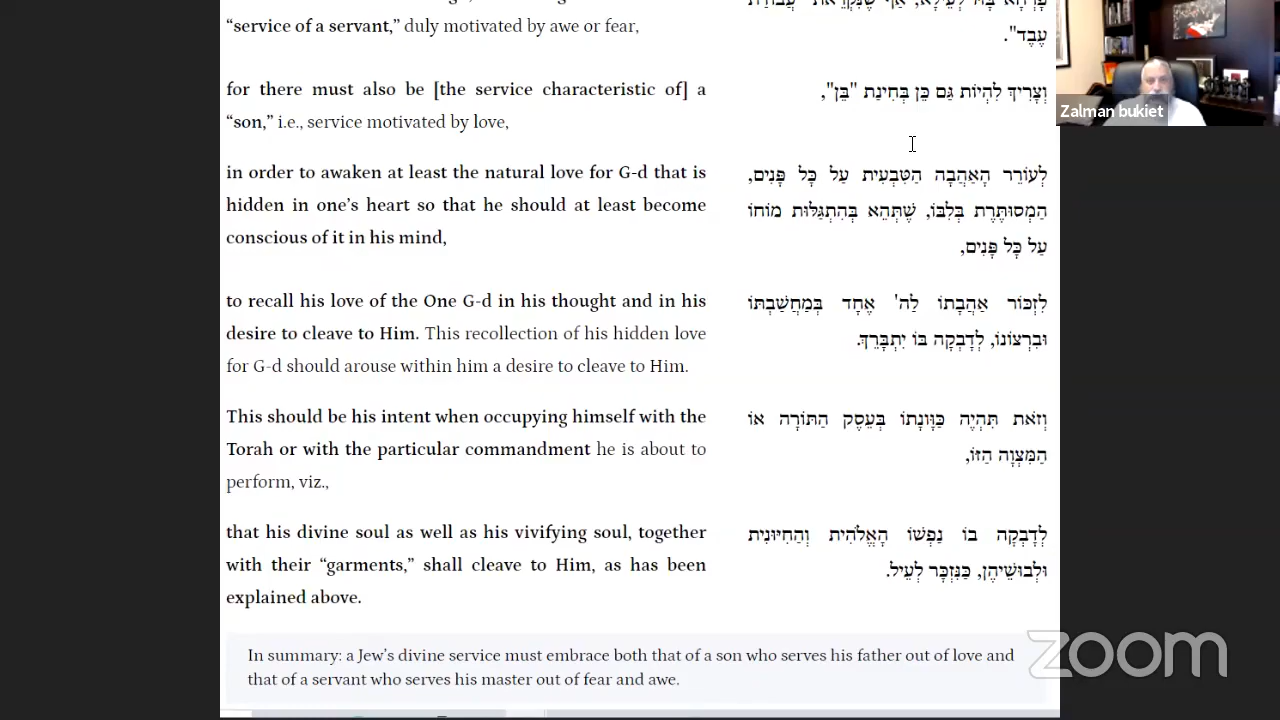 "service of a servant," duly motivated by awe or fear,
עֶבֶד".
for there must also be [the service characteristic of] a
"son," i.e., service motivated by love,
וְצָרִיךְ לִהְיוֹת גַּם כֵּן בְּחִינַת "בֵּן",
in order to awaken at least the natural love for G-d that is
hidden in one's heart so that he should at least become
conscious of it in his mind,
לְעוֹרֵר הָאַהֲבָה הַטִּבְעִית עַל כָּל פָּנִים,
הַמְסוּתֶּרֶת בְּלִבּוֹ, שֶׁתְּהֵא בְּהִתְגַּלּוּת מוֹחוֹ
עַל כָּל פָּנִים,
to recall his love of the One G-d in his thought and in his
desire to cleave to Him. This recollection of his hidden love
for G-d should arouse within him a desire to cleave to Him.
לִזְכּוֹר אַהֲבָתוֹ לַה' אֶחָד בְּמַחֲשַׁבְתּוֹ
וּבִרְצוֹנוֹ, לְדָבְקָה בּוֹ יִתְבָּרֵךְ.
This should be his intent when occupying himself with the
Torah or with the particular commandment he is about to
perform, viz.,
וְזֹאת תִּהְיֶה כַּוָּונָתוֹ בְּעֵסֶק הַתּוֹרָה אוֹ
הַמִּצְוָה הַזּוֹ,
that his divine soul as well as his vivifying soul, together
with their "garments," shall cleave to Him, as has been
explained above.
לְדָבְקָה בוֹ נַפְשׁוֹ הָאֱלֹהִית וְהַחִיּוּנִית
וּלְבוּשֵׁיהֶן, כַּנִּזְכָּר לְעֵיל.
In summary: a Jew's divine service must embrace both that of a son who serves his father out of love and
that of a servant who serves his master out of fear and awe.
Zalman bukiet
zoom